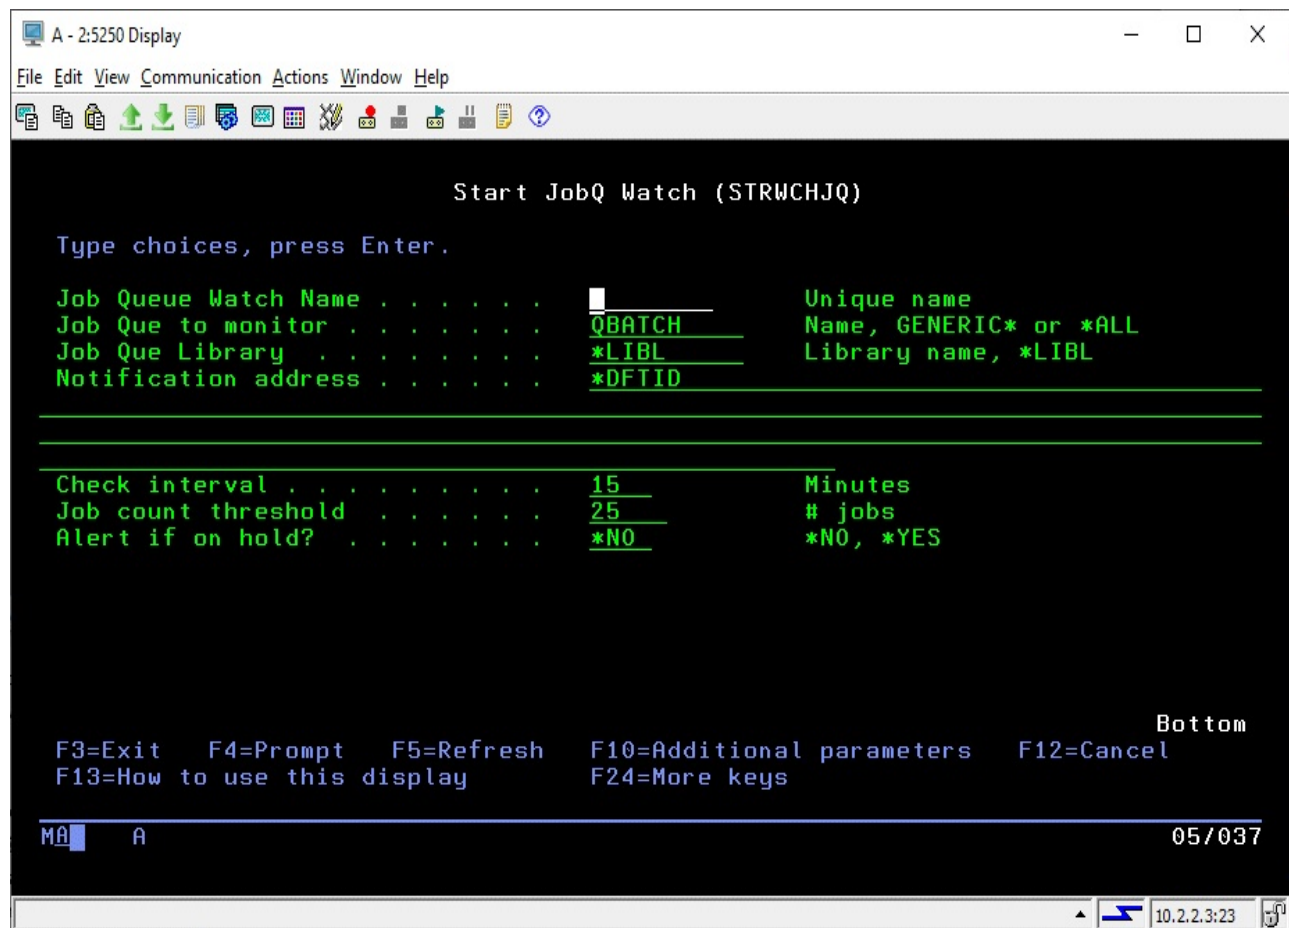 A - 2:5250 Display
File Edit View Communication Actions Window Help
Start JobQ Watch (STRWCHJQ)
Type choices, press Enter.
Job Queue Watch Name . . . . . . Unique name
Job Que to monitor . . . . . . . QBATCH Name, GENERIC* or *ALL
Job Que Library . . . . . . . . *LIBL Library name, *LIBL
Notification address . . . . . . *DFTID
Check interval . . . . . . . . . 15 Minutes
Job count threshold . . . . . . 25 # jobs
Alert if on hold? . . . . . . . *NO *NO, *YES
Bottom
F3=Exit F4=Prompt F5=Refresh F10=Additional parameters F12=Cancel
F13=How to use this display F24=More keys
MA A 05/037
10.2.2.3:23